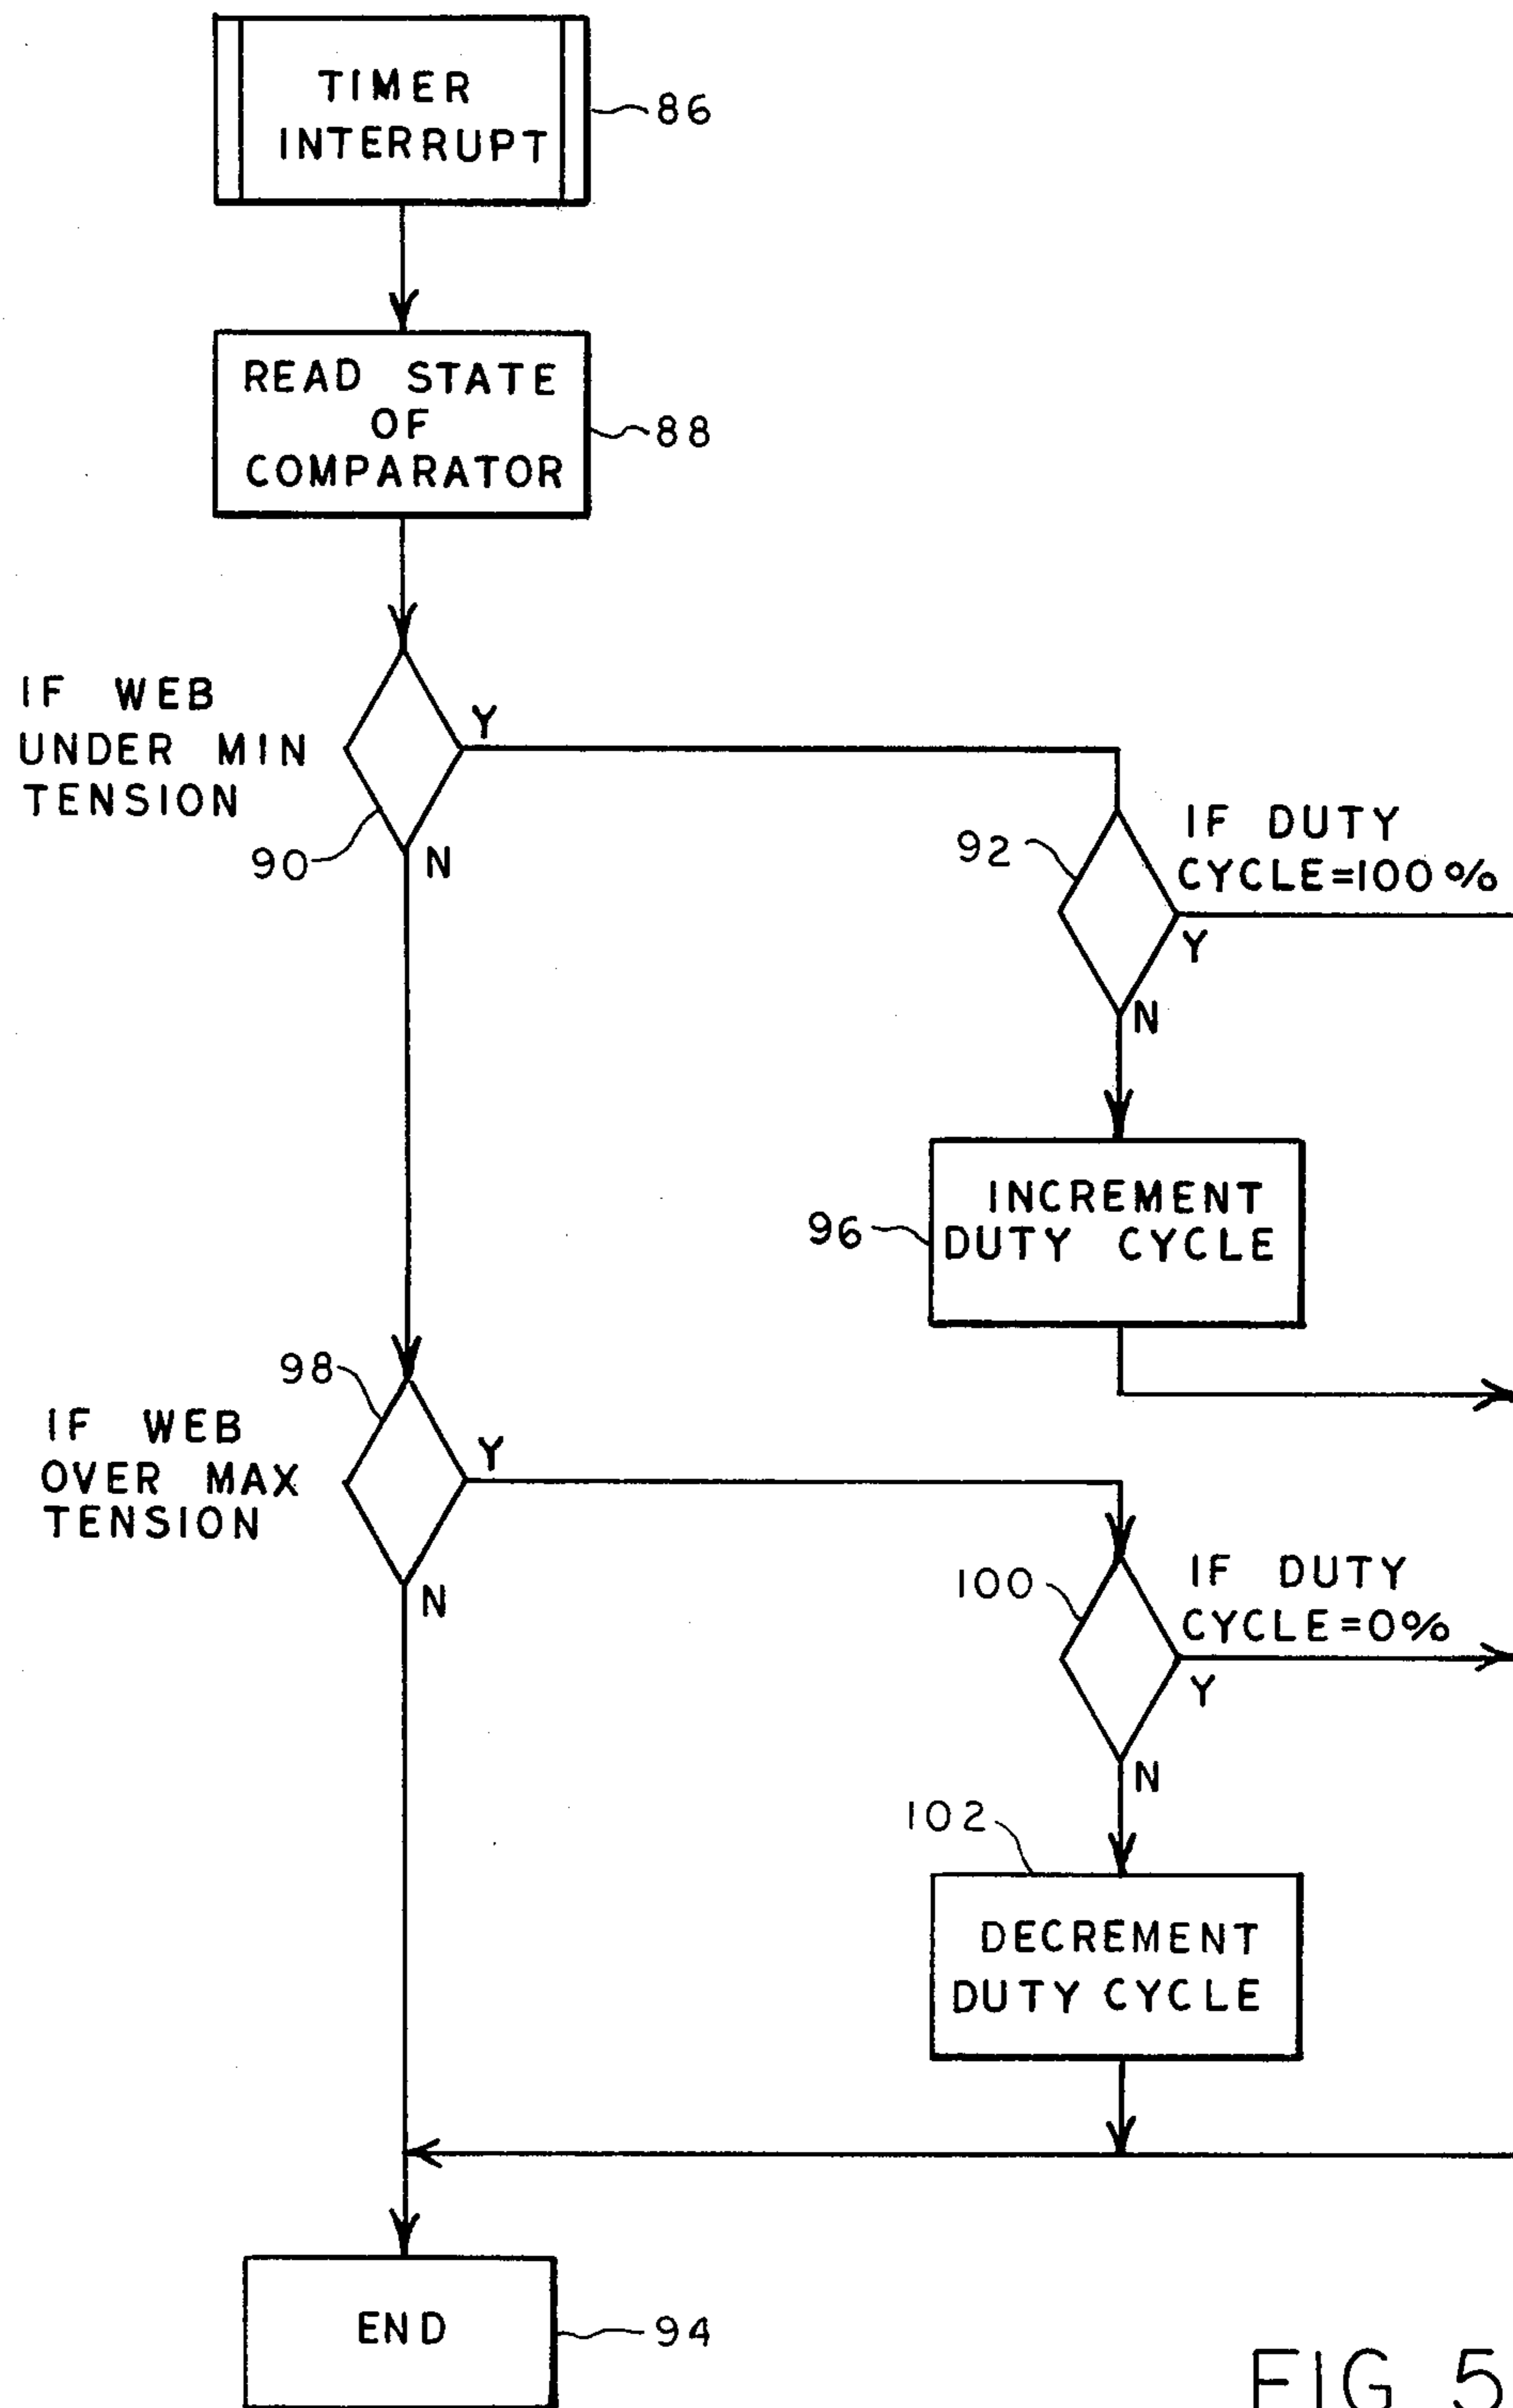 TIMER
INTERRUPT
86
READ STATE
OF
COMPARATOR
88
IF WEB
UNDER MIN
TENSION
90
Y
N
92
IF DUTY
CYCLE=100%
Y
N
INCREMENT
DUTY CYCLE
96
98
IF WEB
OVER MAX
TENSION
Y
N
100
IF DUTY
CYCLE=0%
Y
N
102
DECREMENT
DUTY CYCLE
END
94
FIG 5